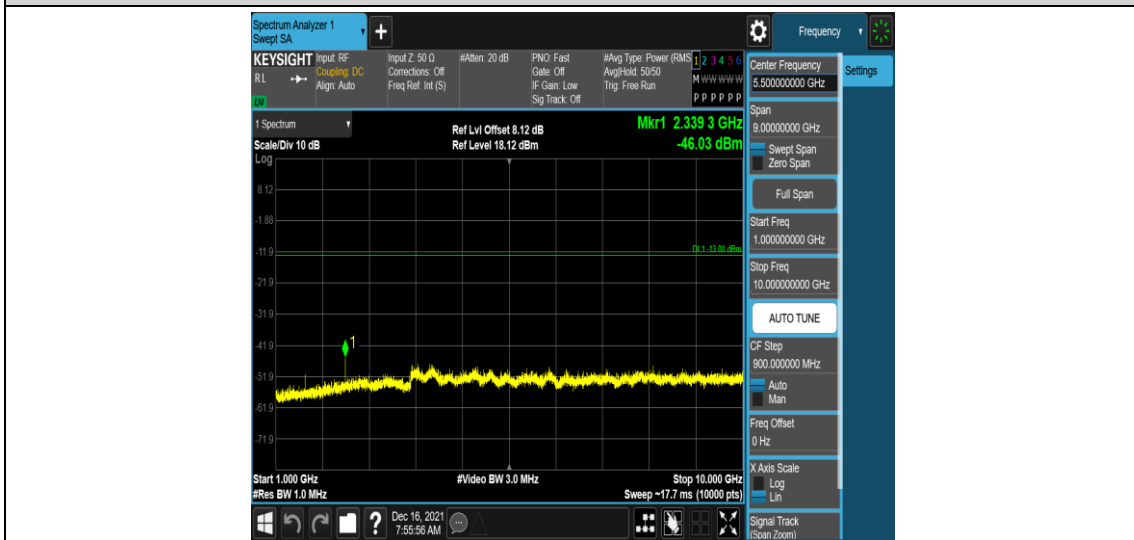 Spectrum Analyzer 1
Swept SA
+
Frequency
KEYSIGHT
RL
Input: RF
Coupling: DC
Align: Auto
Input Z: 50 Ω
Corrections: Off
Freq Ref: Int (S)
#Atten: 20 dB
PNO: Fast
Gate: Off
IF Gain: Low
Sig Track: Off
#Avg Type: Power (RMS
Avg|Hold: 50/50
Trig: Free Run
1 2 3 4 5 6
M W W W W W
P P P P P P
1 Spectrum
Scale/Div 10 dB
Log
Ref Lvl Offset 8.12 dB
Ref Level 18.12 dBm
Mkr1 2.339 3 GHz
-46.03 dBm
8.12
-1.88
-11.9
-21.9
-31.9
-41.9
-51.9
-61.9
-71.9
DL1 -13.00 dBm
1
Start 1.000 GHz
#Res BW 1.0 MHz
#Video BW 3.0 MHz
Stop 10.000 GHz
Sweep ~17.7 ms (10000 pts)
?
Dec 16, 2021
7:55:56 AM
Center Frequency
5.500000000 GHz
Settings
Span
9.00000000 GHz
Swept Span
Zero Span
Full Span
Start Freq
1.000000000 GHz
Stop Freq
10.000000000 GHz
AUTO TUNE
CF Step
900.000000 MHz
Auto
Man
Freq Offset
0 Hz
X Axis Scale
Log
Lin
Signal Track
(Span Zoom)